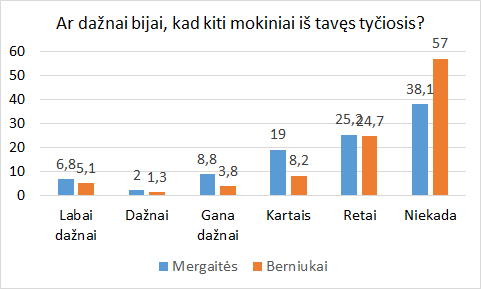 Ar dažnai bijai, kad kiti mokiniai iš tavęs tyčiosis?
60
50
40
30
20
10
0
6,8
5,1
2
1,3
8,8
3,8
19
8,2
25,2
24,7
38,1
57
Labai
dažnai
Dažnai
Gana
dažnai
Kartais
Retai
Niekada
Mergaitės
Berniukai